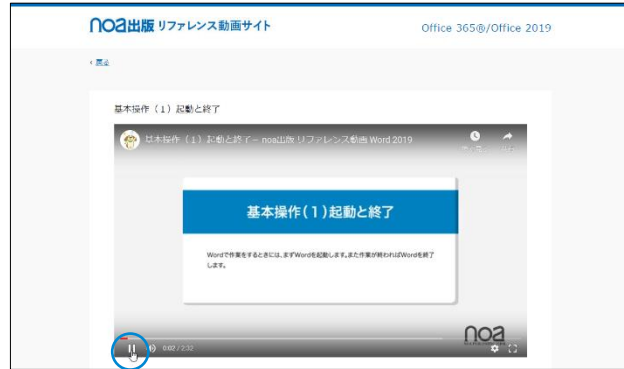 noa出版 リファレンス動画サイト
Office 365®/Office 2019
‹ 戻る
基本操作（1）起動と終了
基本操作（1）起動と終了 – noa出版 リファレンス動画 Word 2019
基本操作(1)起動と終了
Wordで作業をするときには、まずWordを起動します。また作業が終わればWordを終了
します。
noa
0:02 / 2:32